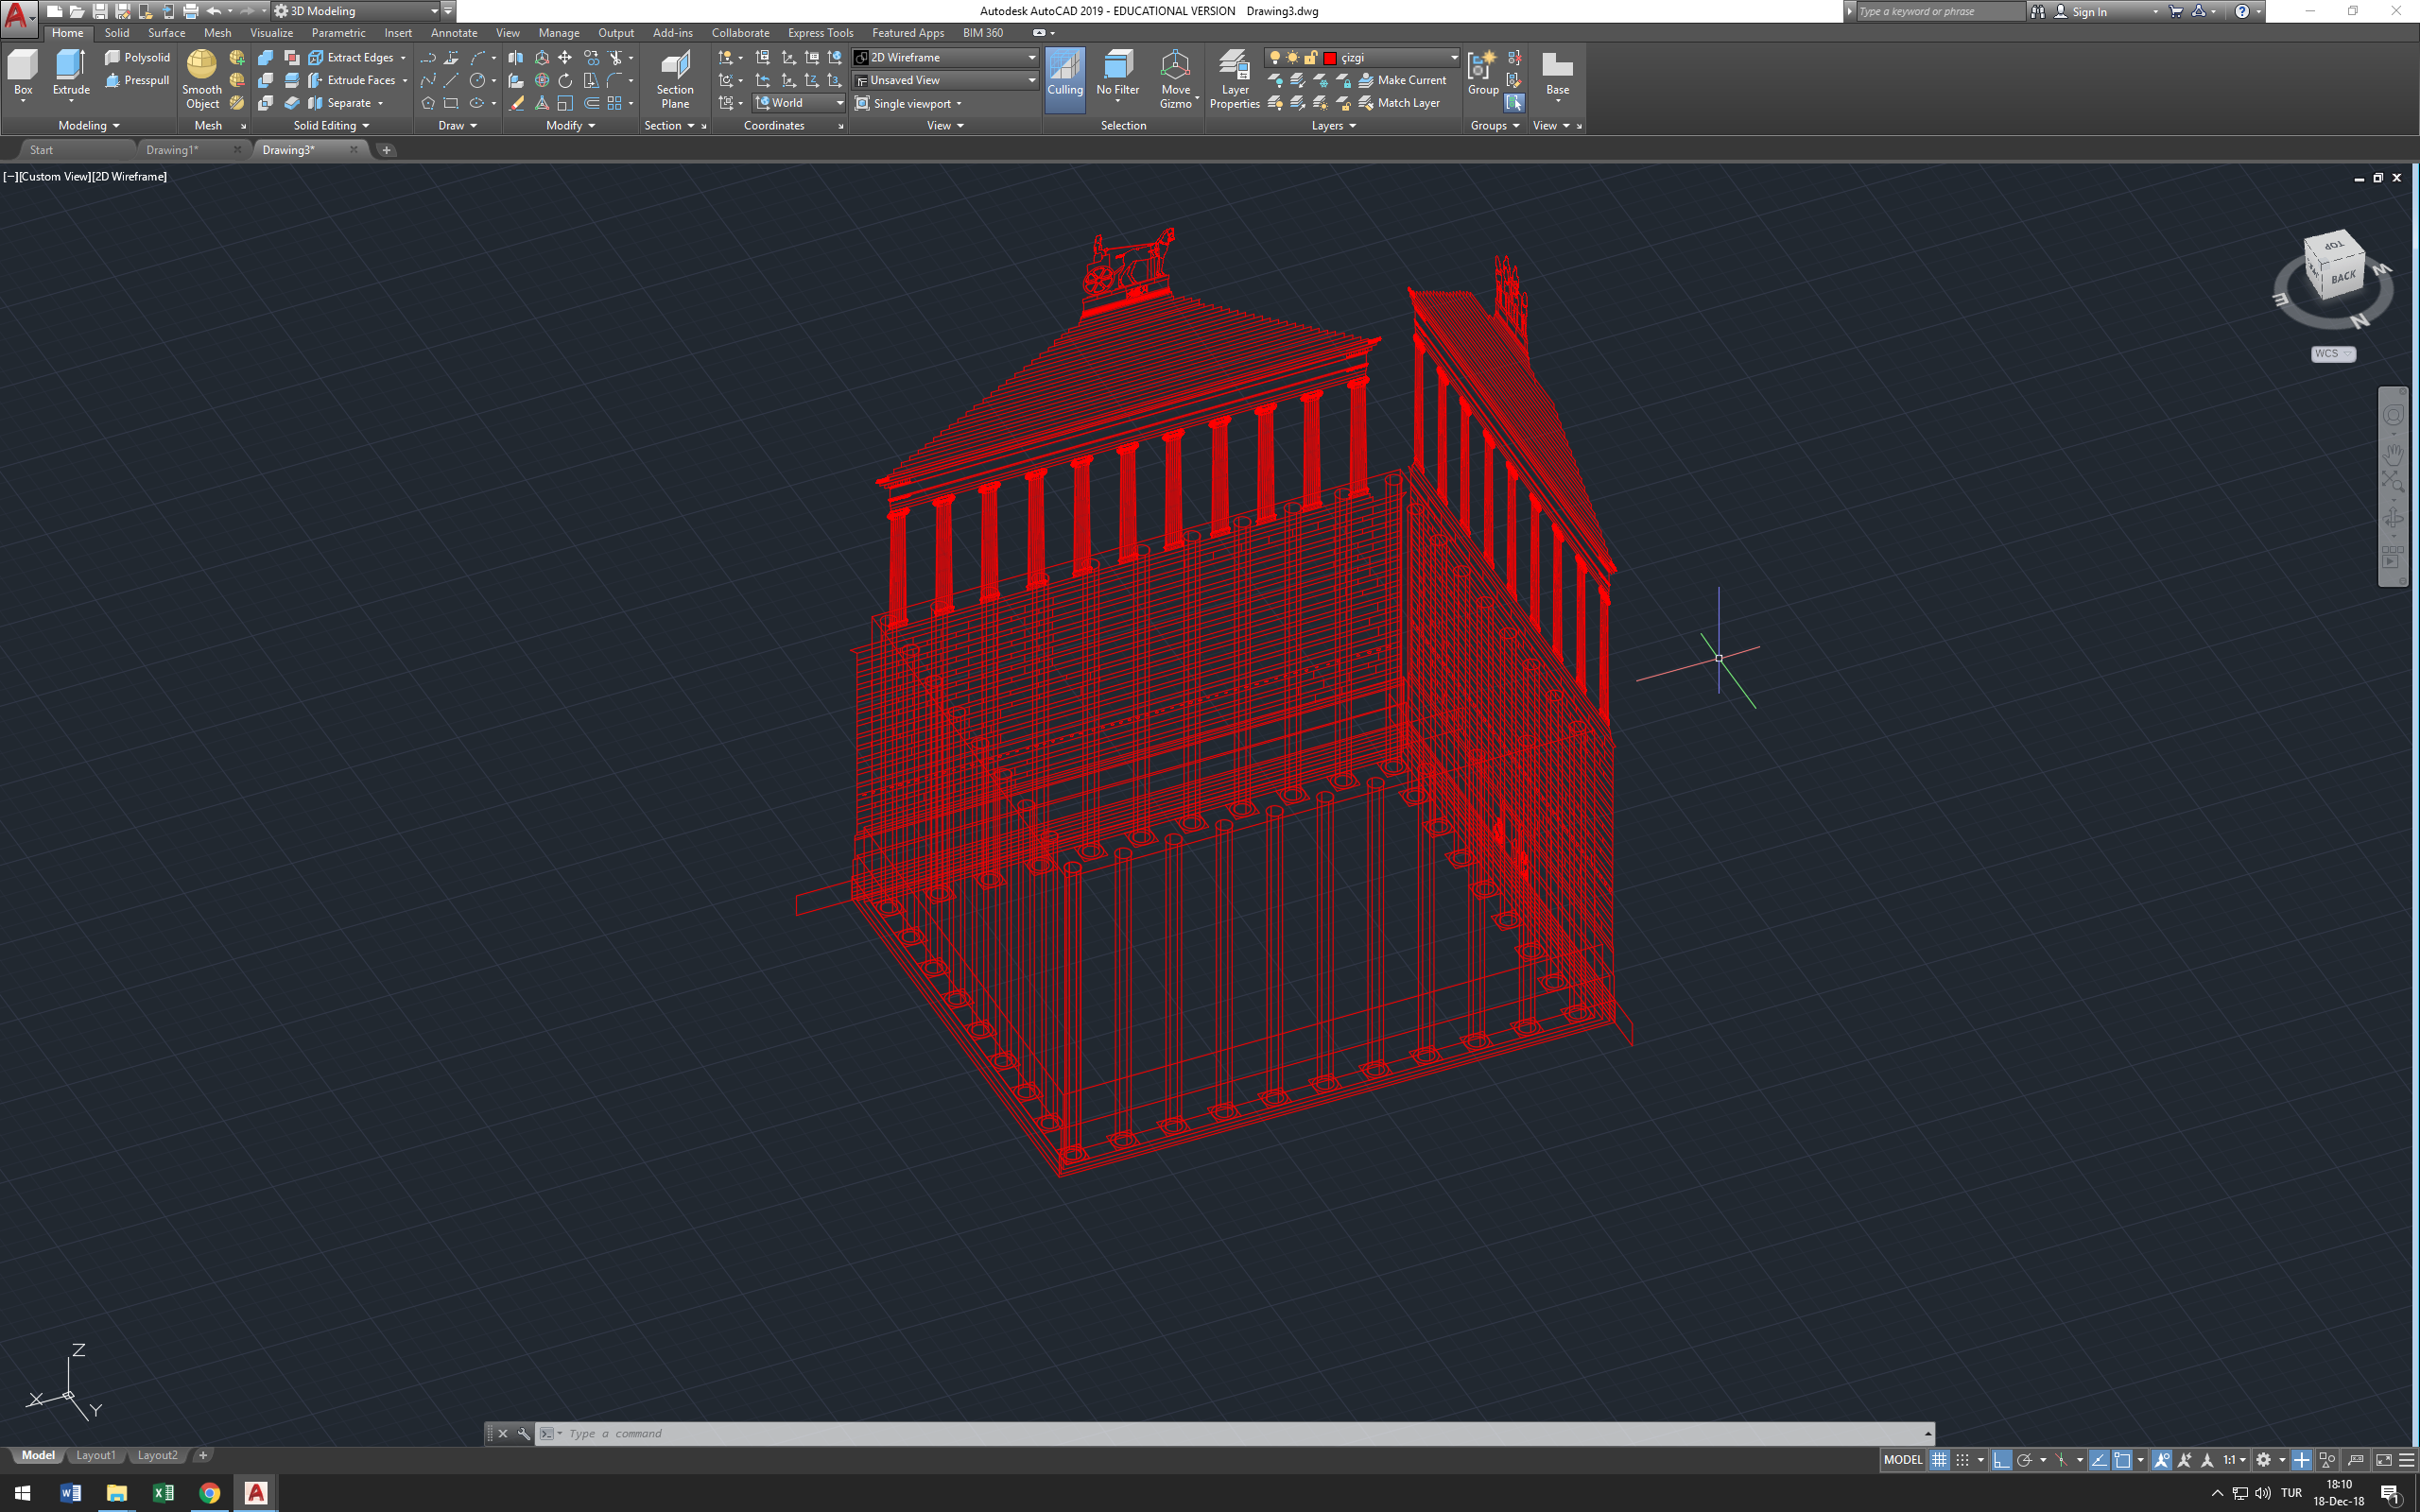 3D Modeling
Autodesk AutoCAD 2019 - EDUCATIONAL VERSION Drawing3.dwg
Type a keyword or phrase
Sign In
Home Solid Surface Mesh Visualize Parametric Insert Annotate View Manage Output Add-ins Collaborate Express Tools Featured Apps BIM 360
Box
Extrude
Polysolid
Presspull
Modeling
Smooth
Object
Mesh
Extract Edges
Extrude Faces
Separate
Solid Editing
Draw
Modify
Section
Plane
Section
World
Coordinates
2D Wireframe
Unsaved View
Single viewport
View
Culling
No Filter
Move
Gizmo
Selection
Layer
Properties
çizgi
Make Current
Match Layer
Layers
Group
Groups
Base
View
Start Drawing1* Drawing3*
[−][Custom View][2D Wireframe]
TOP
BACK
W
E
N
WCS
Z
X
Y
Type a command
Model Layout1 Layout2
MODEL
1:1
TUR
18:10
18-Dec-18
1